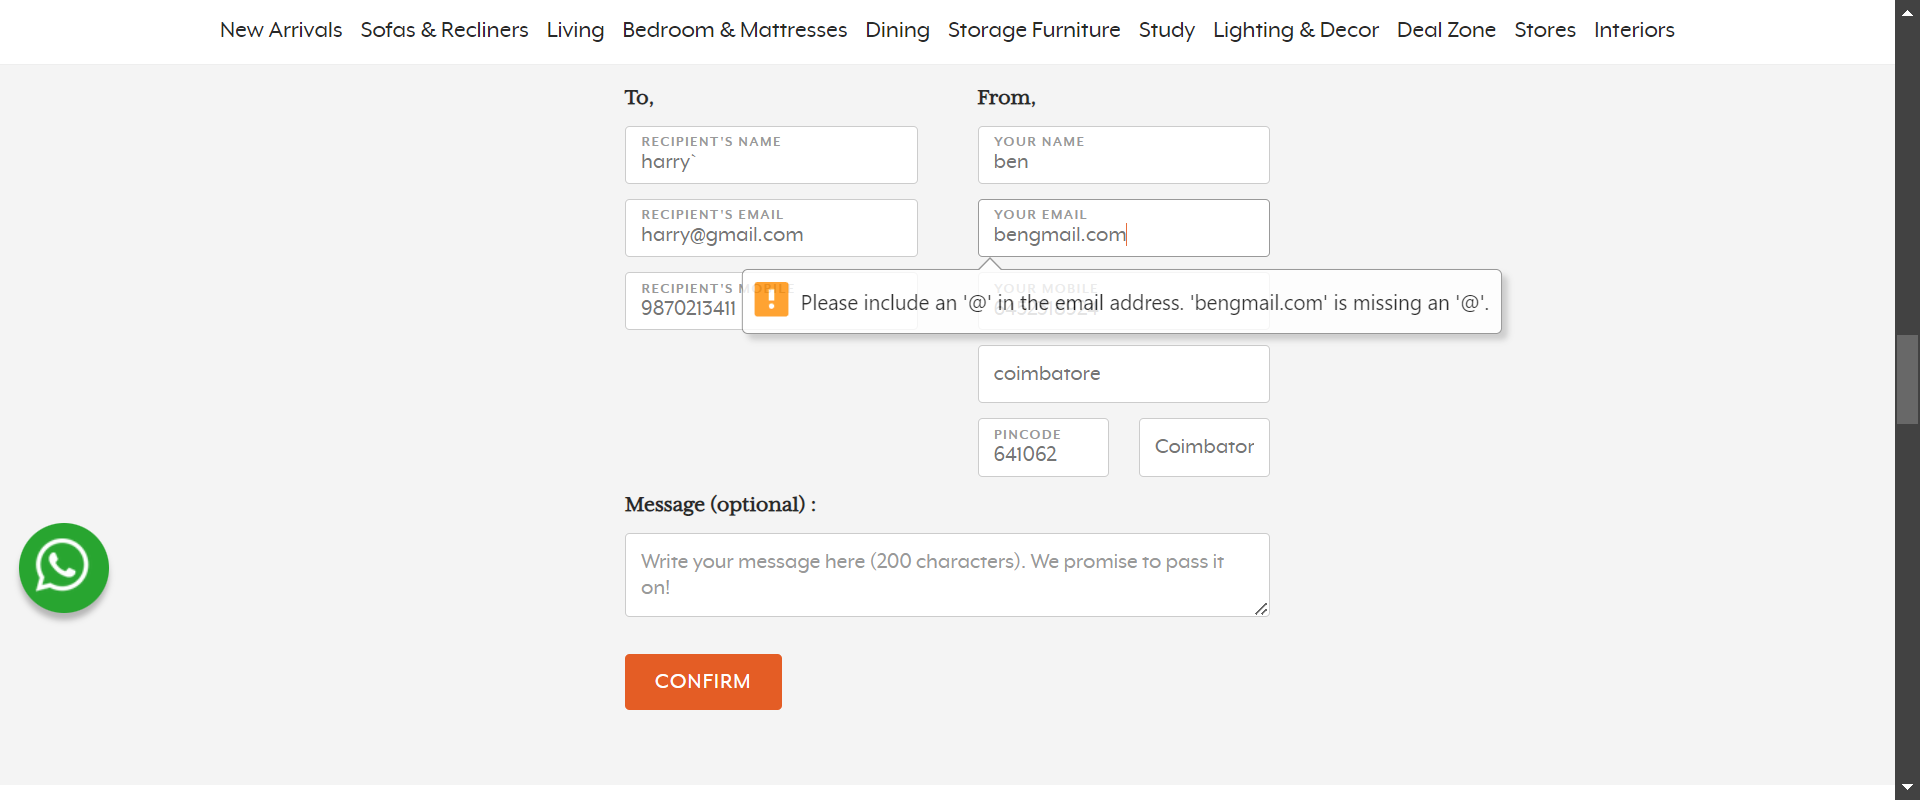 New Arrivals Sofas & Recliners Living Bedroom & Mattresses Dining Storage Furniture Study Lighting & Decor Deal Zone Stores Interiors
To,
From,
RECIPIENT'S NAME
harry`
YOUR NAME
ben
RECIPIENT'S EMAIL
harry@gmail.com
YOUR EMAIL
bengmail.com
RECIPIENT'S MOBILE
9870213411
YOUR MOBILE
Please include an '@' in the email address. 'bengmail.com' is missing an '@'.
coimbatore
PINCODE
641062
Coimbator
Message (optional) :
Write your message here (200 characters). We promise to pass it
on!
CONFIRM